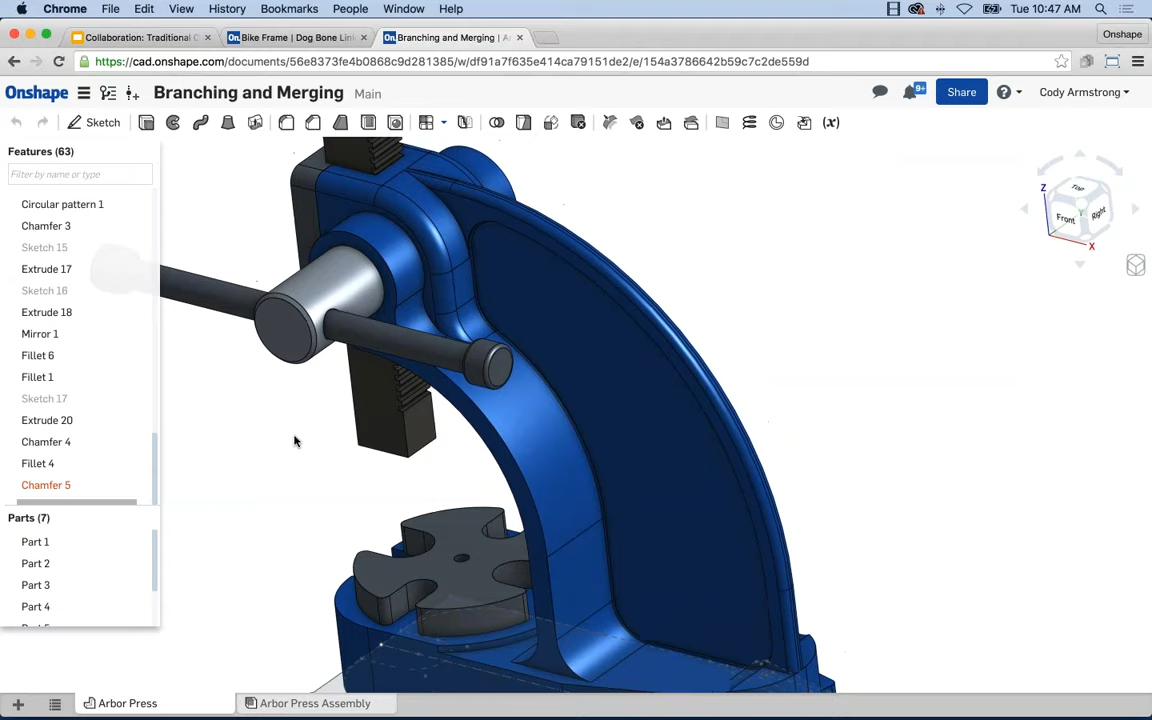 Chrome File Edit View History Bookmarks People Window Help Tue 10:47 AM
Collaboration: Traditional C
On Bike Frame | Dog Bone Lin
On Branching and Merging | A
Onshape
https://cad.onshape.com/documents/56e8373fe4b0868c9d281385/w/df91a7f635e414ca79151de2/e/154a3786642b59c7c2de559d
Onshape Branching and Merging Main 9+ Share Cody Armstrong
Sketch (x)
Features (63)
Filter by name or type
Circular pattern 1
Chamfer 3
Sketch 15
Extrude 17
Sketch 16
Extrude 18
Mirror 1
Fillet 6
Fillet 1
Sketch 17
Extrude 20
Chamfer 4
Fillet 4
Chamfer 5
Parts (7)
Part 1
Part 2
Part 3
Part 4
Z
Top
Y
Front Right
X
Arbor Press Arbor Press Assembly